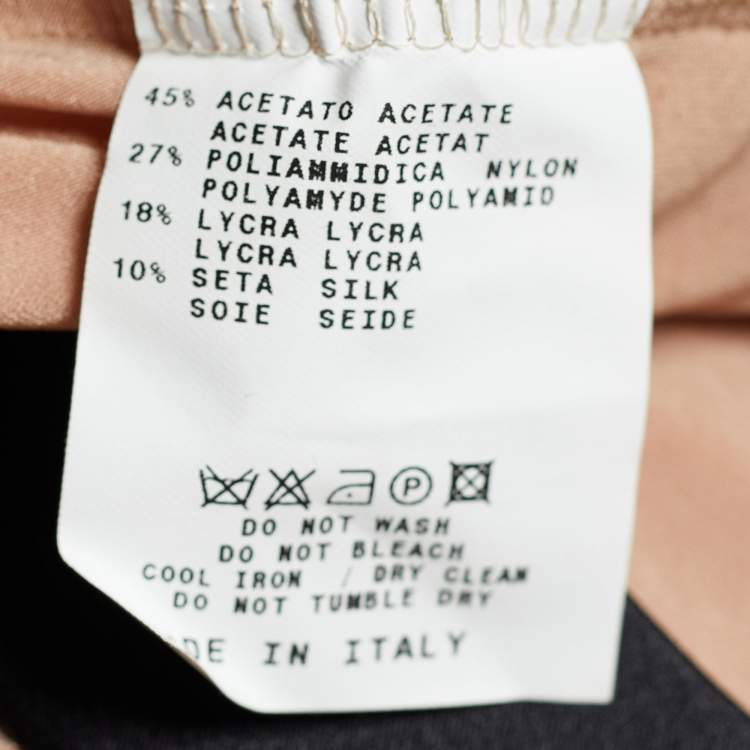 45% ACETATO ACETATE
ACETATE ACETAT
27% POLIAMMIDICA NYLON
POLYAMYDE POLYAMID
18% LYCRA LYCRA
LYCRA LYCRA
10% SETA SILK
SOIE SEIDE
P
DO NOT WASH
DO NOT BLEACH
COOL IRON / DRY CLEAN
DO NOT TUMBLE DRY
DE IN ITALY